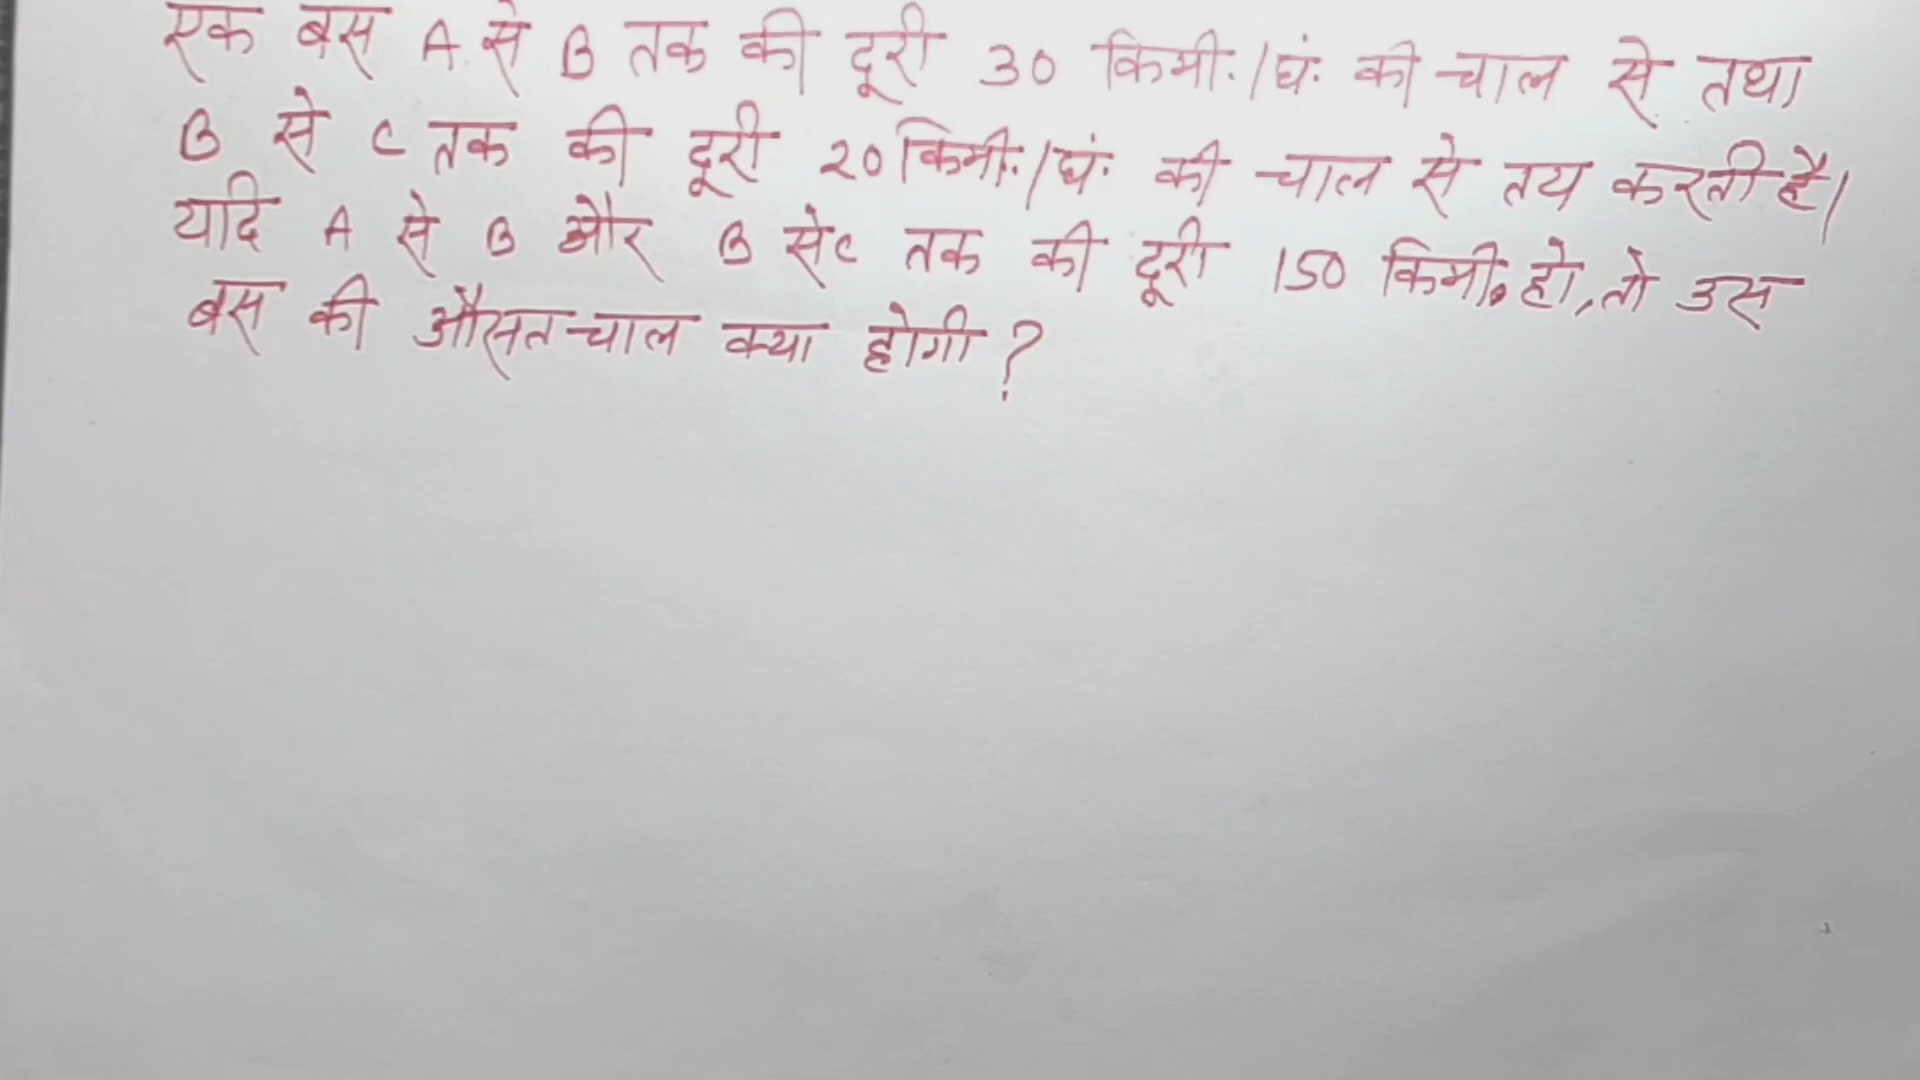 एक बस A से B तक की दूरी 30 किमी./घं. की चाल से तथा
B से C तक की दूरी 20 किमी./घं. की चाल से तय करती है।
यदि A से B और B से C तक की दूरी 150 किमी. हो, तो उस
बस की औसत चाल क्या होगी?